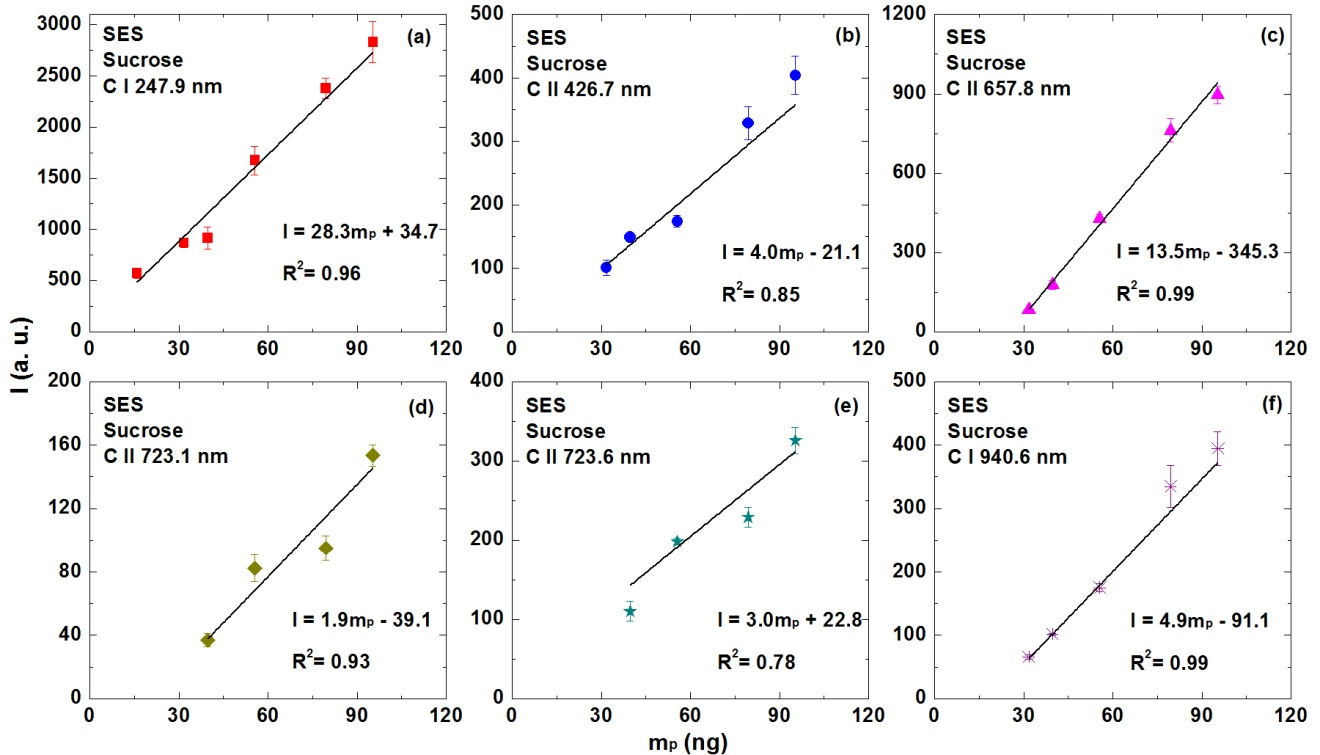 I (a. u.)
SES
Sucrose
C I 247.9 nm
(a)
I = 28.3mₚ + 34.7
R²= 0.96
3000
2500
2000
1500
1000
500
0
0 30 60 90 120
SES
Sucrose
C II 426.7 nm
(b)
I = 4.0mₚ - 21.1
R²= 0.85
500
400
300
200
100
0
0 30 60 90 120
SES
Sucrose
C II 657.8 nm
(c)
I = 13.5mₚ - 345.3
R²= 0.99
1200
900
600
300
0
0 30 60 90 120
SES
Sucrose
C II 723.1 nm
(d)
I = 1.9mₚ - 39.1
R²= 0.93
200
160
120
80
40
0
0 30 60 90 120
SES
Sucrose
C II 723.6 nm
(e)
I = 3.0mₚ + 22.8
R²= 0.78
400
300
200
100
0
0 30 60 90 120
SES
Sucrose
C I 940.6 nm
(f)
I = 4.9mₚ - 91.1
R²= 0.99
500
400
300
200
100
0
0 30 60 90 120
mₚ (ng)